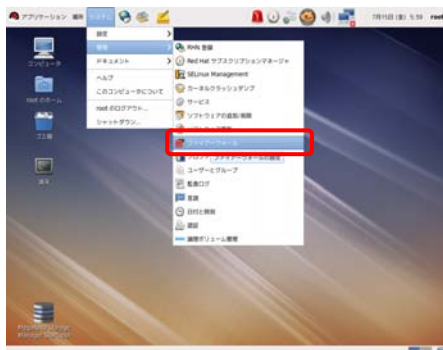 アプリケーション 場所 システム
7月15日(金) 5:59 root
設定
管理
ドキュメント
ヘルプ
このコンピュータについて
root のログアウト...
シャットダウン...
RHN 登録
Red Hat サブスクリプションマネージャ
SELinux Management
カーネルクラッシュダンプ
サービス
ソフトウェアの追加/削除
ファイアーウォール
ファイアーウォールの設定
ユーザーとグループ
監査ログ
言語
日付と時刻
認証
論理ボリューム管理
コンピュータ
root のホーム
ゴミ箱
MegaRAID Storage
Manager StartupUI